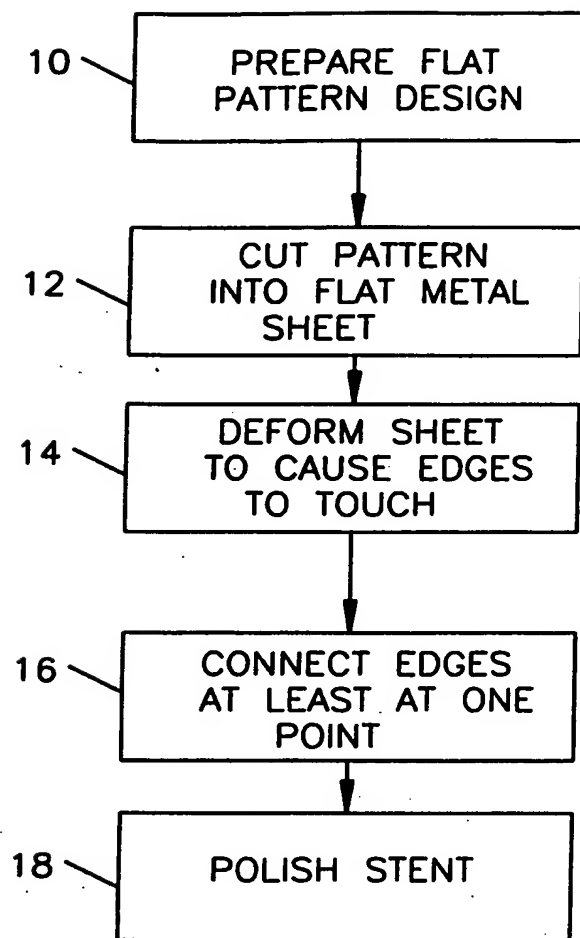 10
PREPARE FLAT
PATTERN DESIGN
12
CUT PATTERN
INTO FLAT METAL
SHEET
14
DEFORM SHEET
TO CAUSE EDGES
TO TOUCH
16
CONNECT EDGES
AT LEAST AT ONE
POINT
18
POLISH STENT